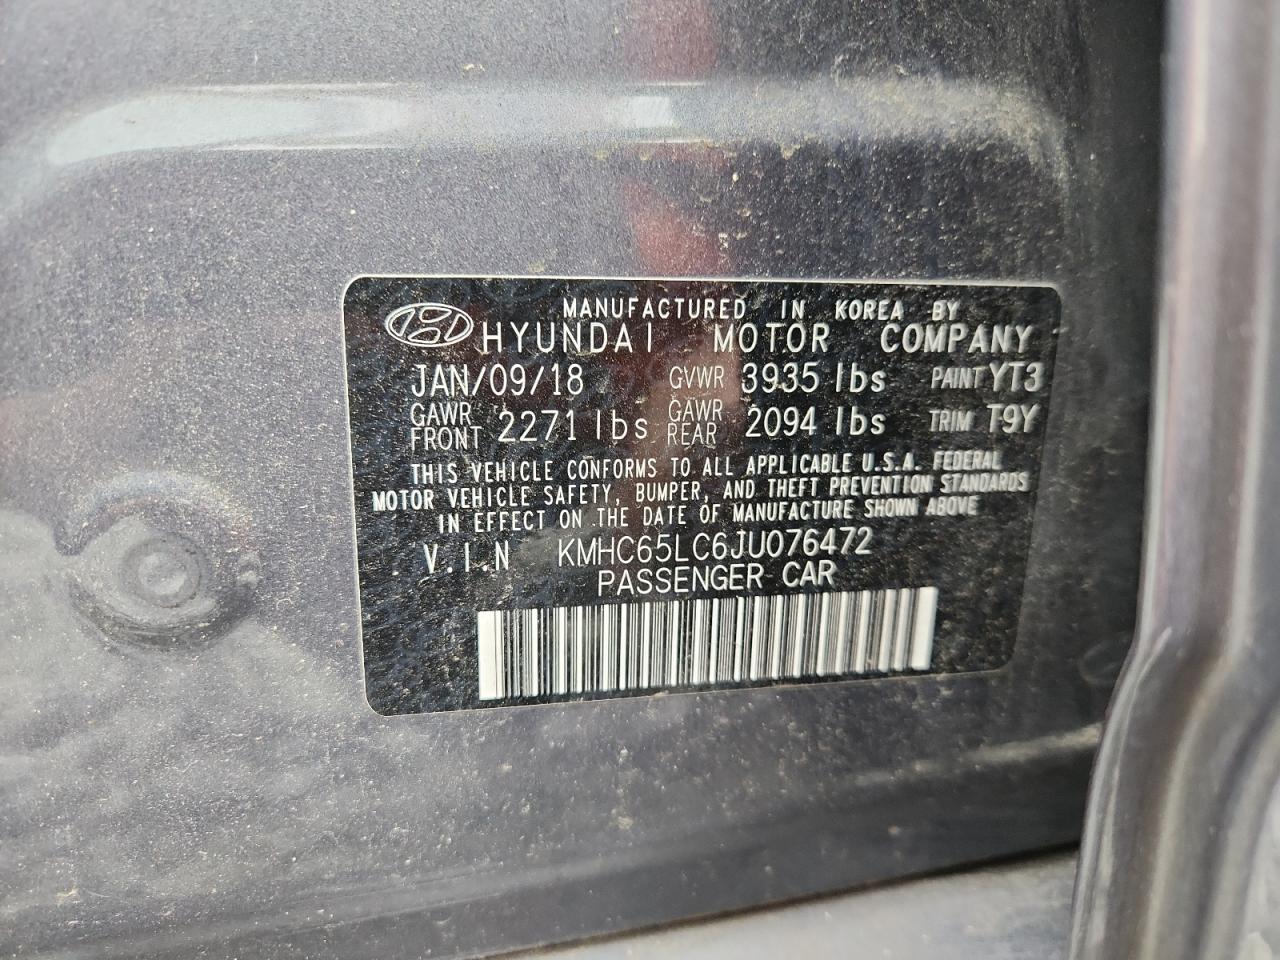 MANUFACTURED IN KOREA BY
HYUNDAI MOTOR COMPANY
JAN/09/18 GVWR 3935 lbs PAINT YT3
GAWR FRONT 2271 lbs GAWR REAR 2094 lbs TRIM T9Y
THIS VEHICLE CONFORMS TO ALL APPLICABLE U.S.A. FEDERAL
MOTOR VEHICLE SAFETY, BUMPER, AND THEFT PREVENTION STANDARDS
IN EFFECT ON THE DATE OF MANUFACTURE SHOWN ABOVE
V.I.N KMHC65LC6JU076472
PASSENGER CAR